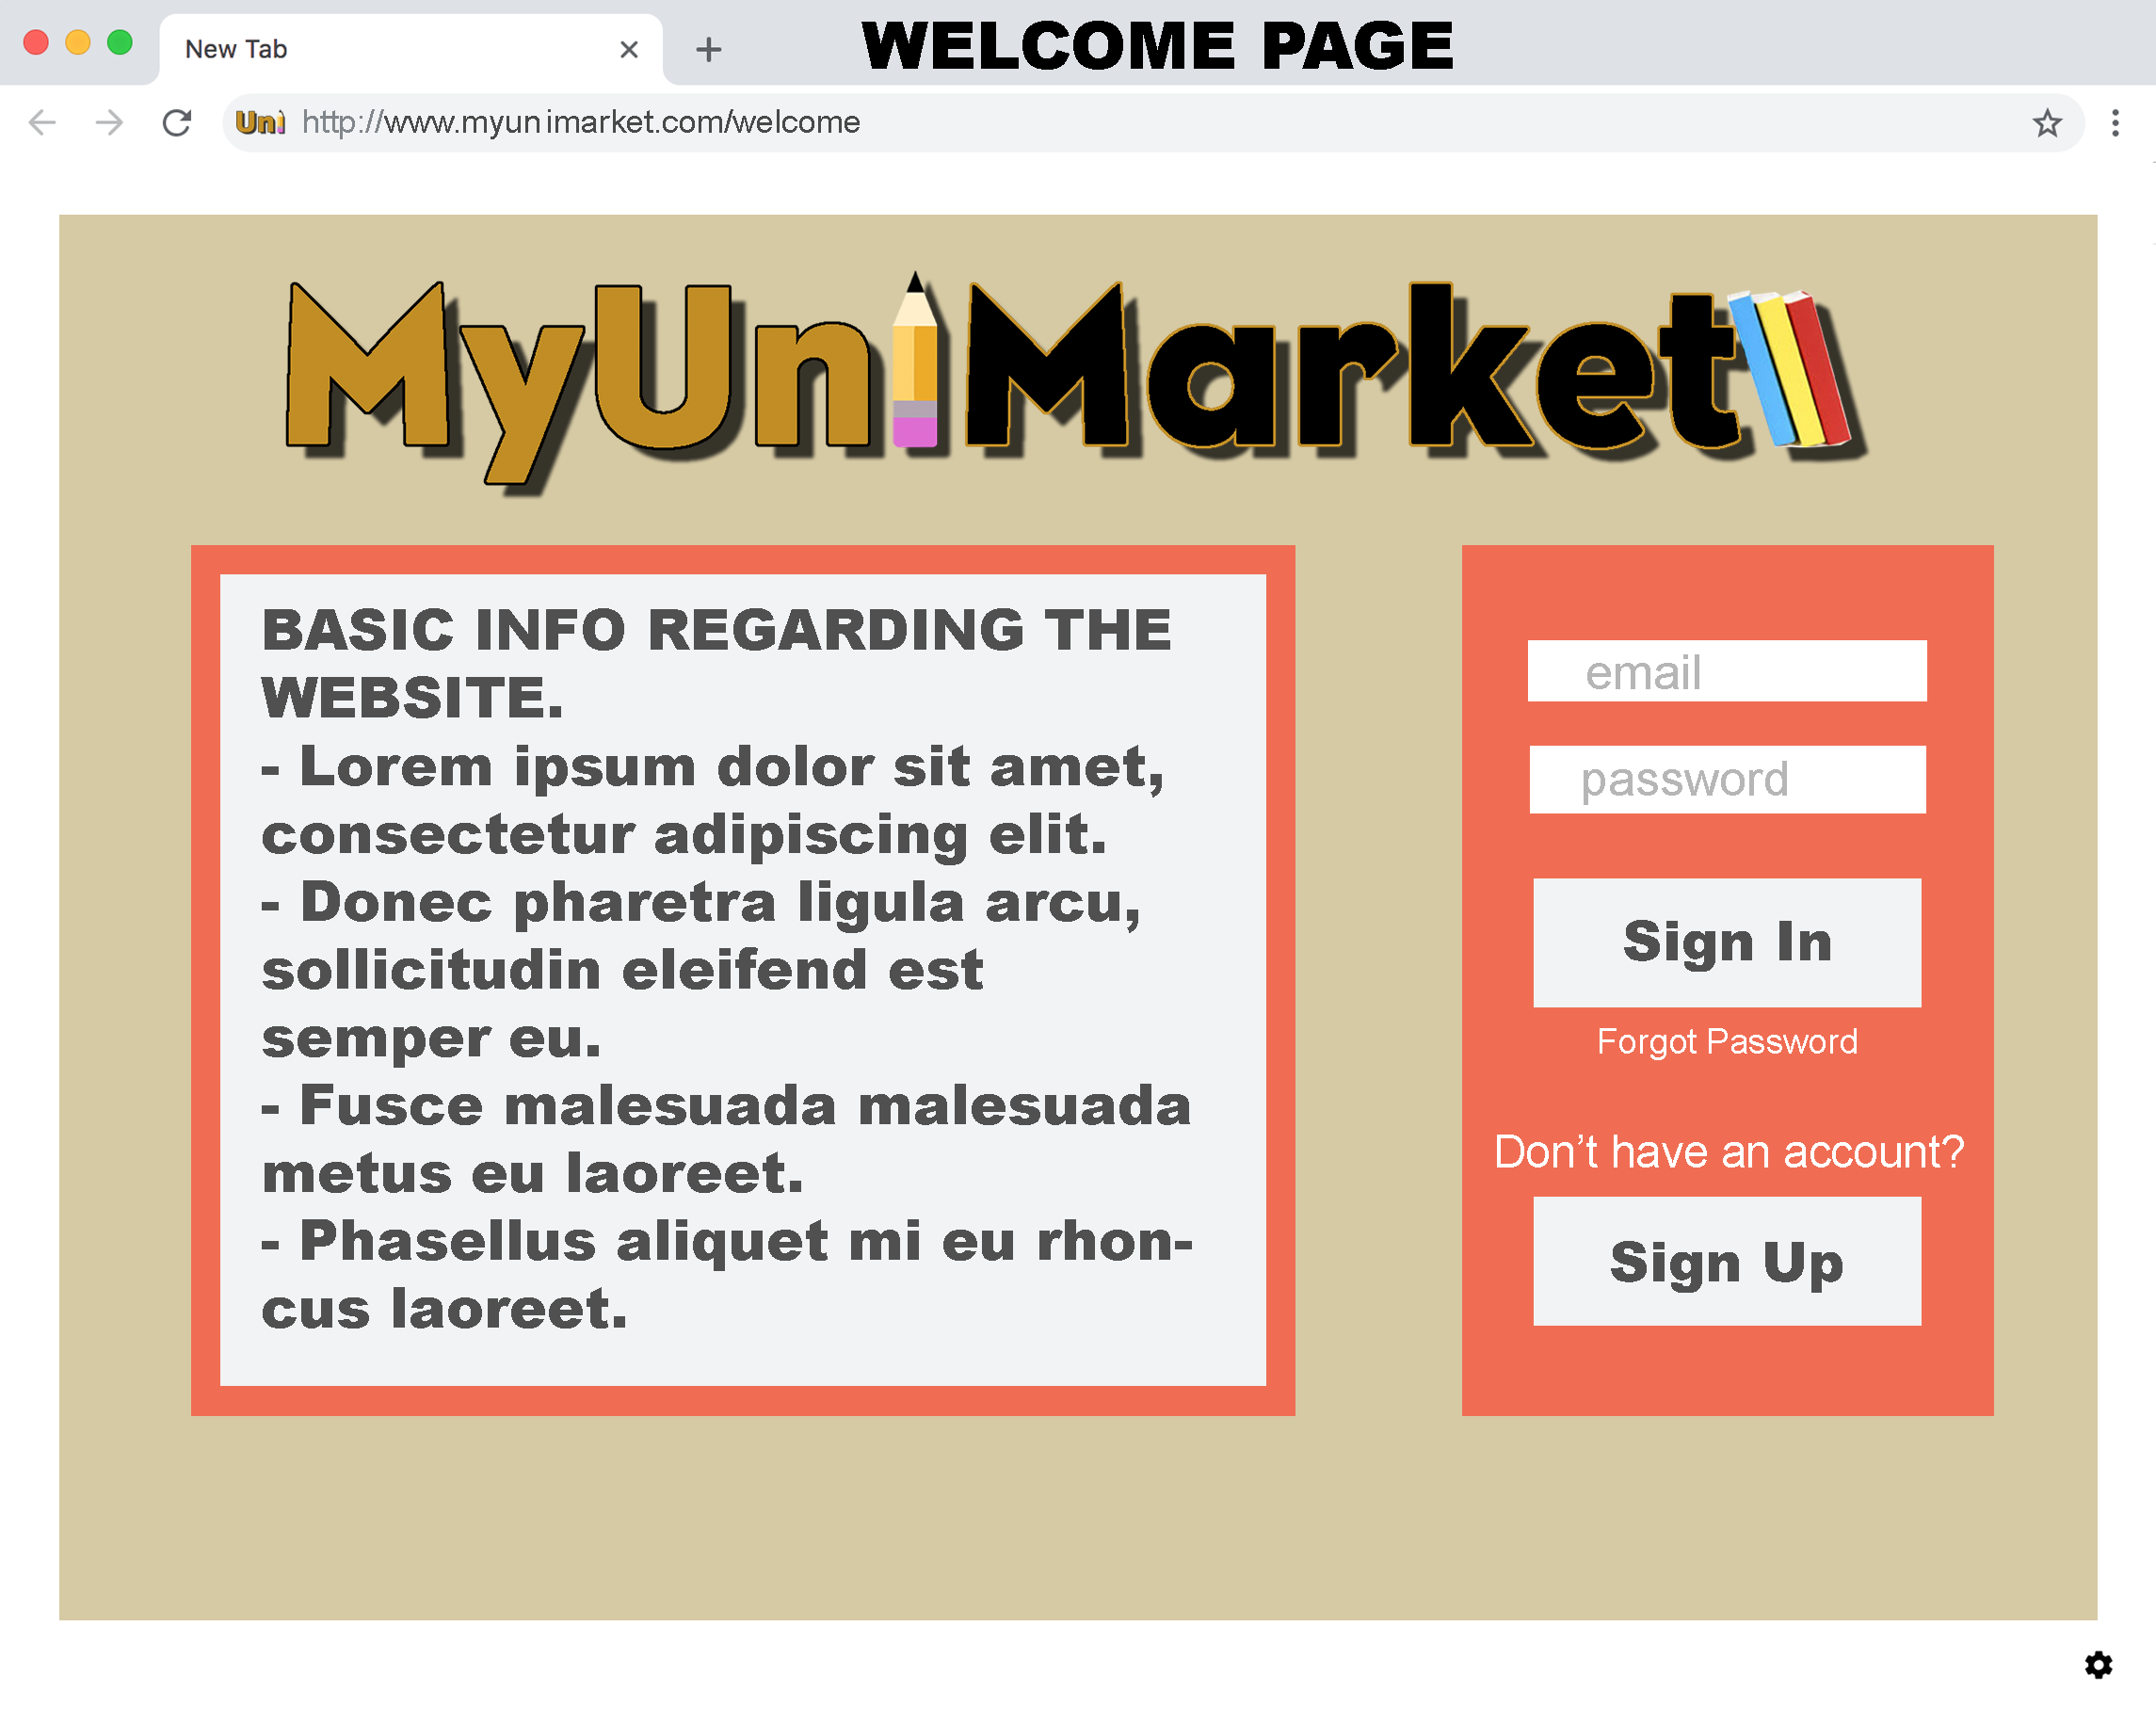 New Tab
WELCOME PAGE
Uni http://www.myunimarket.com/welcome
MyUniMarket
BASIC INFO REGARDING THE
WEBSITE.
- Lorem ipsum dolor sit amet,
consectetur adipiscing elit.
- Donec pharetra ligula arcu,
sollicitudin eleifend est
semper eu.
- Fusce malesuada malesuada
metus eu laoreet.
- Phasellus aliquet mi eu rhon-
cus laoreet.
email
password
Sign In
Forgot Password
Don’t have an account?
Sign Up